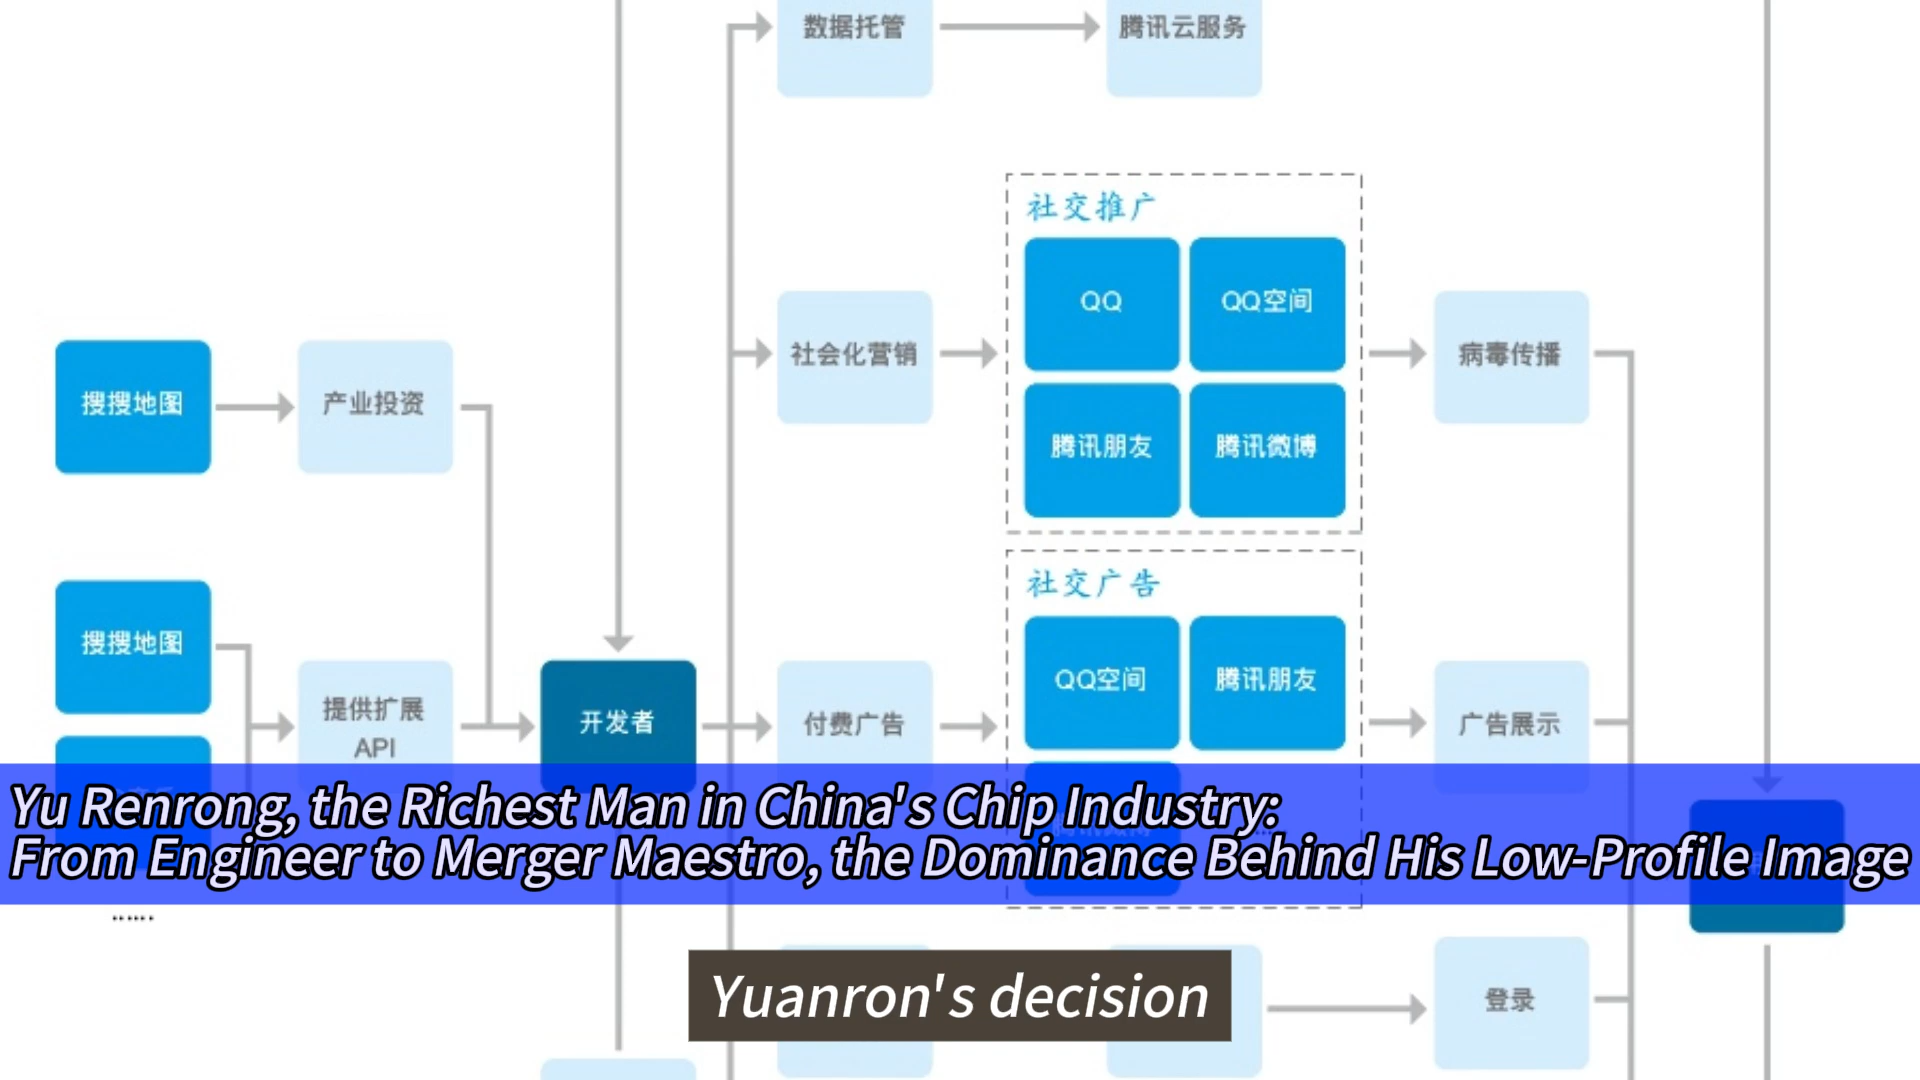 数据托管
腾讯云服务
社交推广
QQ
QQ空间
搜搜地图
产业投资
社会化营销
病毒传播
腾讯朋友
腾讯微博
社交广告
搜搜地图
提供扩展
API
开发者
付费广告
QQ空间
腾讯朋友
广告展示
Yu Renrong, the Richest Man in China's Chip Industry:
From Engineer to Merger Maestro, the Dominance Behind His Low-Profile Image
......
Yuanron's decision
登录